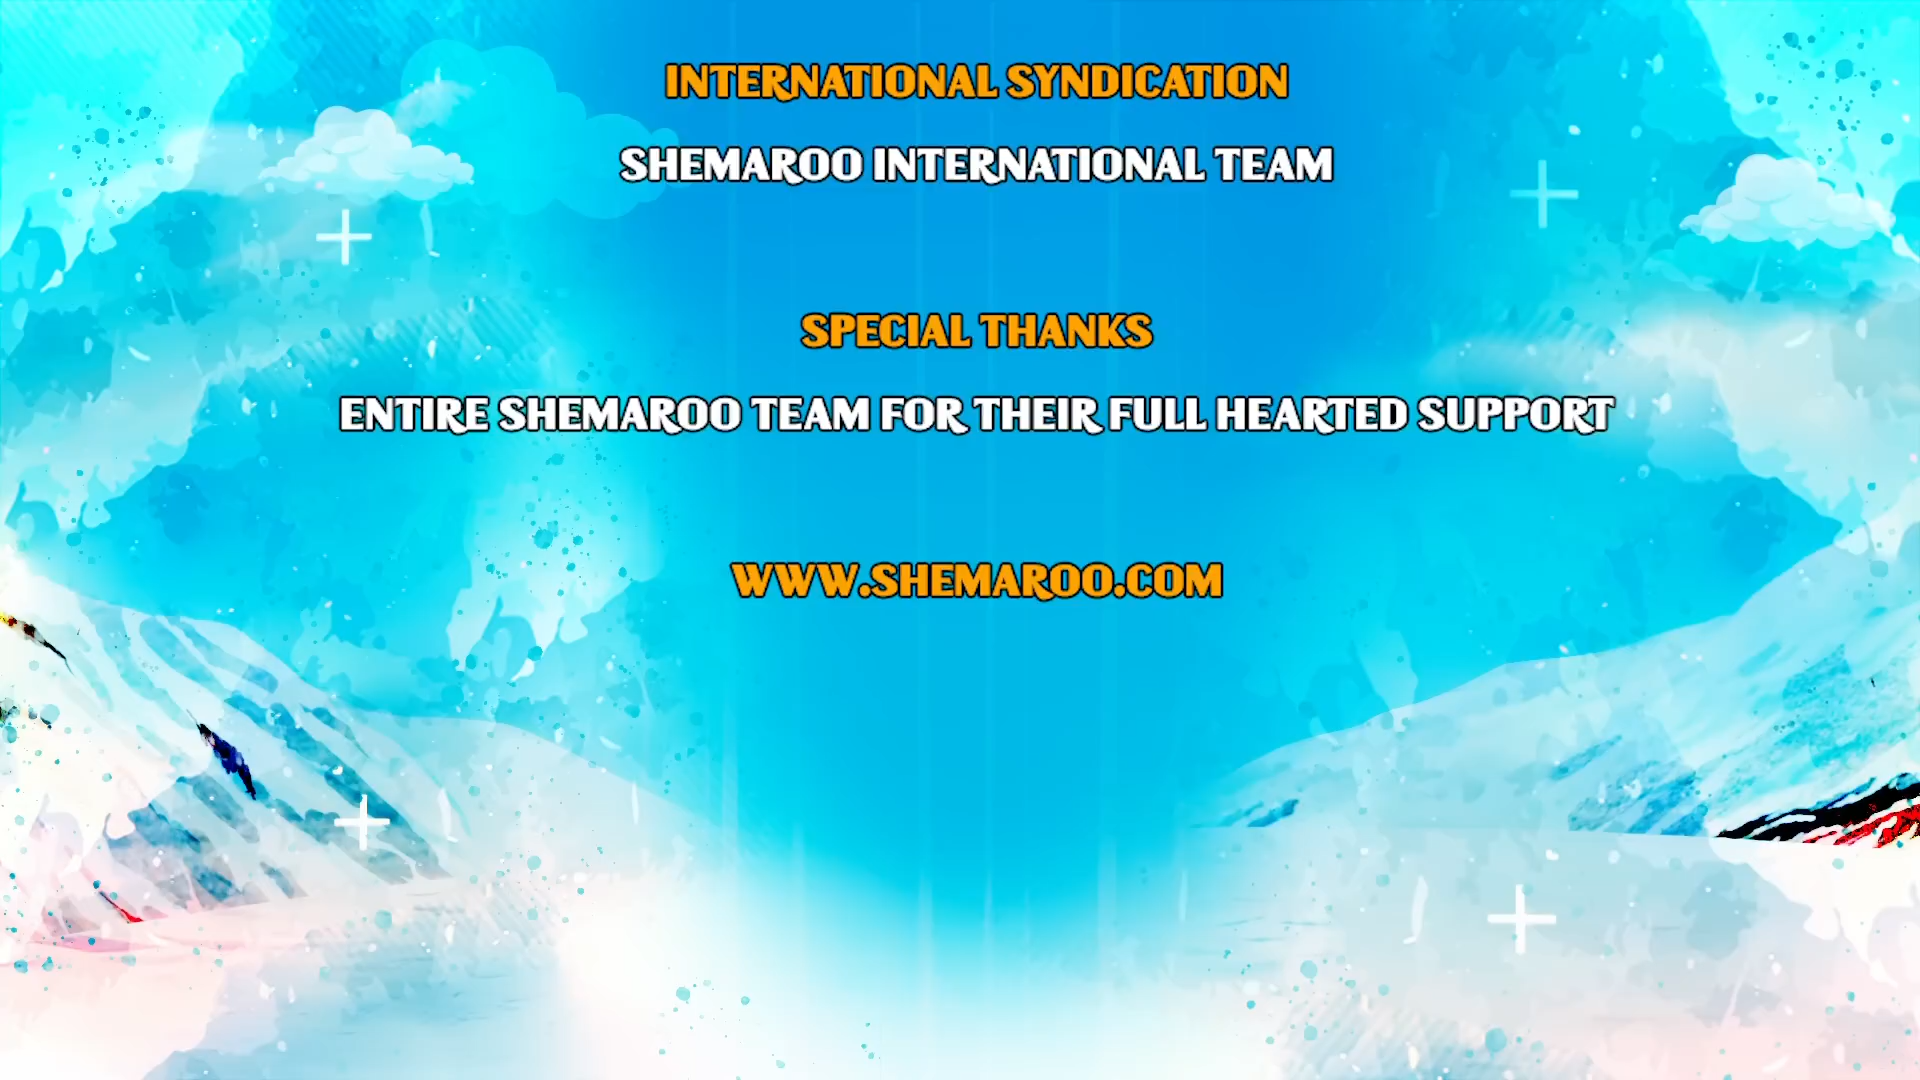 INTERNATIONAL SYNDICATION
SHEMAROO INTERNATIONAL TEAM
SPECIAL THANKS
ENTIRE SHEMAROO TEAM FOR THEIR FULL HEARTED SUPPORT
WWW.SHEMAROO.COM